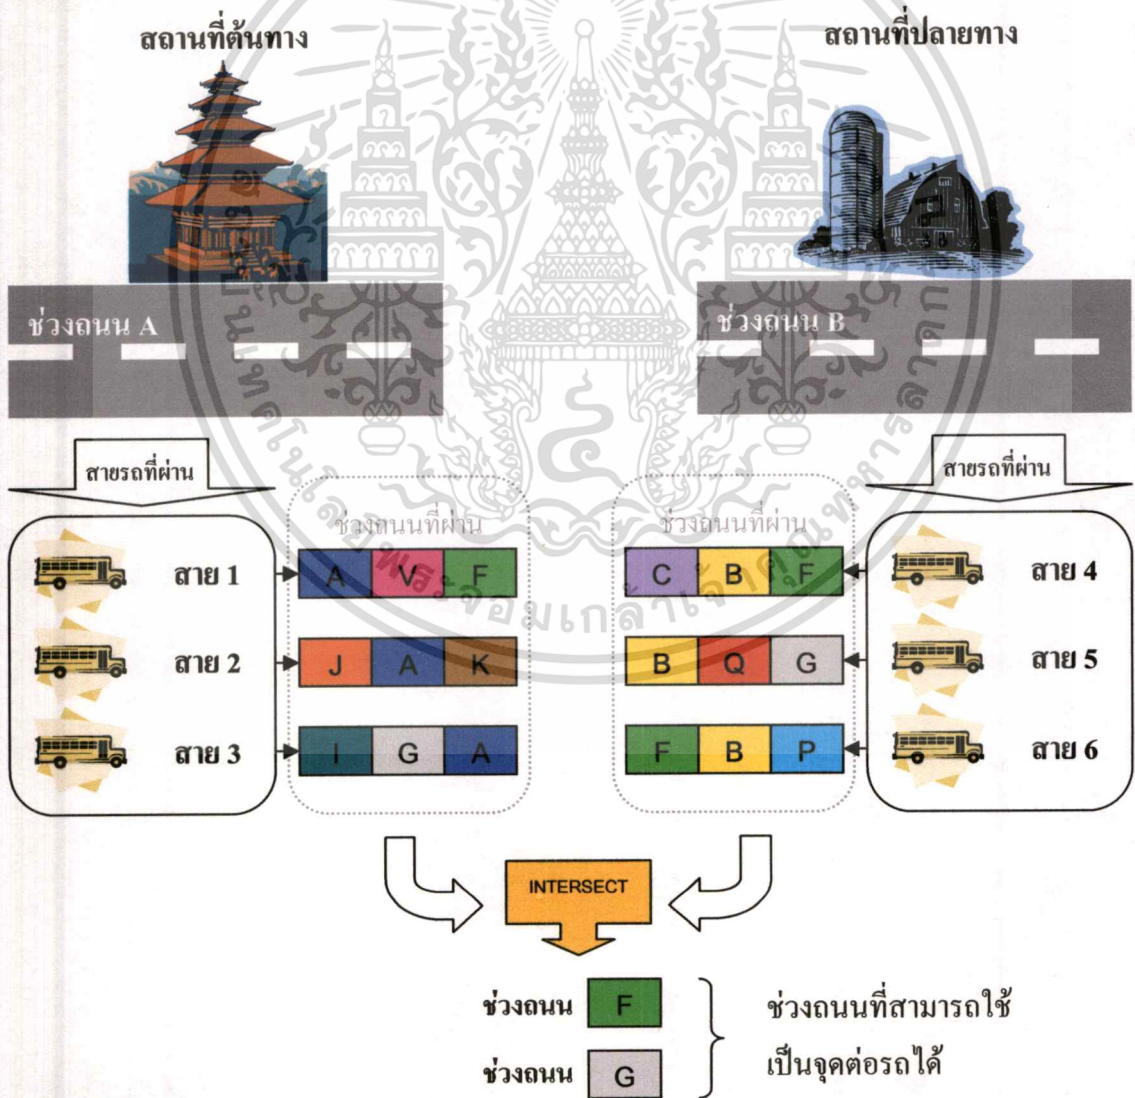 สถานที่ต้นทาง
สถานที่ปลายทาง
ช่วงถนน A
ช่วงถนน B
สายรถที่ผ่าน
สายรถที่ผ่าน
ช่วงถนนที่ผ่าน
ช่วงถนนที่ผ่าน
สาย 1
A V F
C B F
สาย 4
สาย 2
J A K
B Q G
สาย 5
สาย 3
I G A
F B P
สาย 6
INTERSECT
ช่วงถนน F
ช่วงถนน G
ช่วงถนนที่สามารถใช้
เป็นจุดต่อรถได้